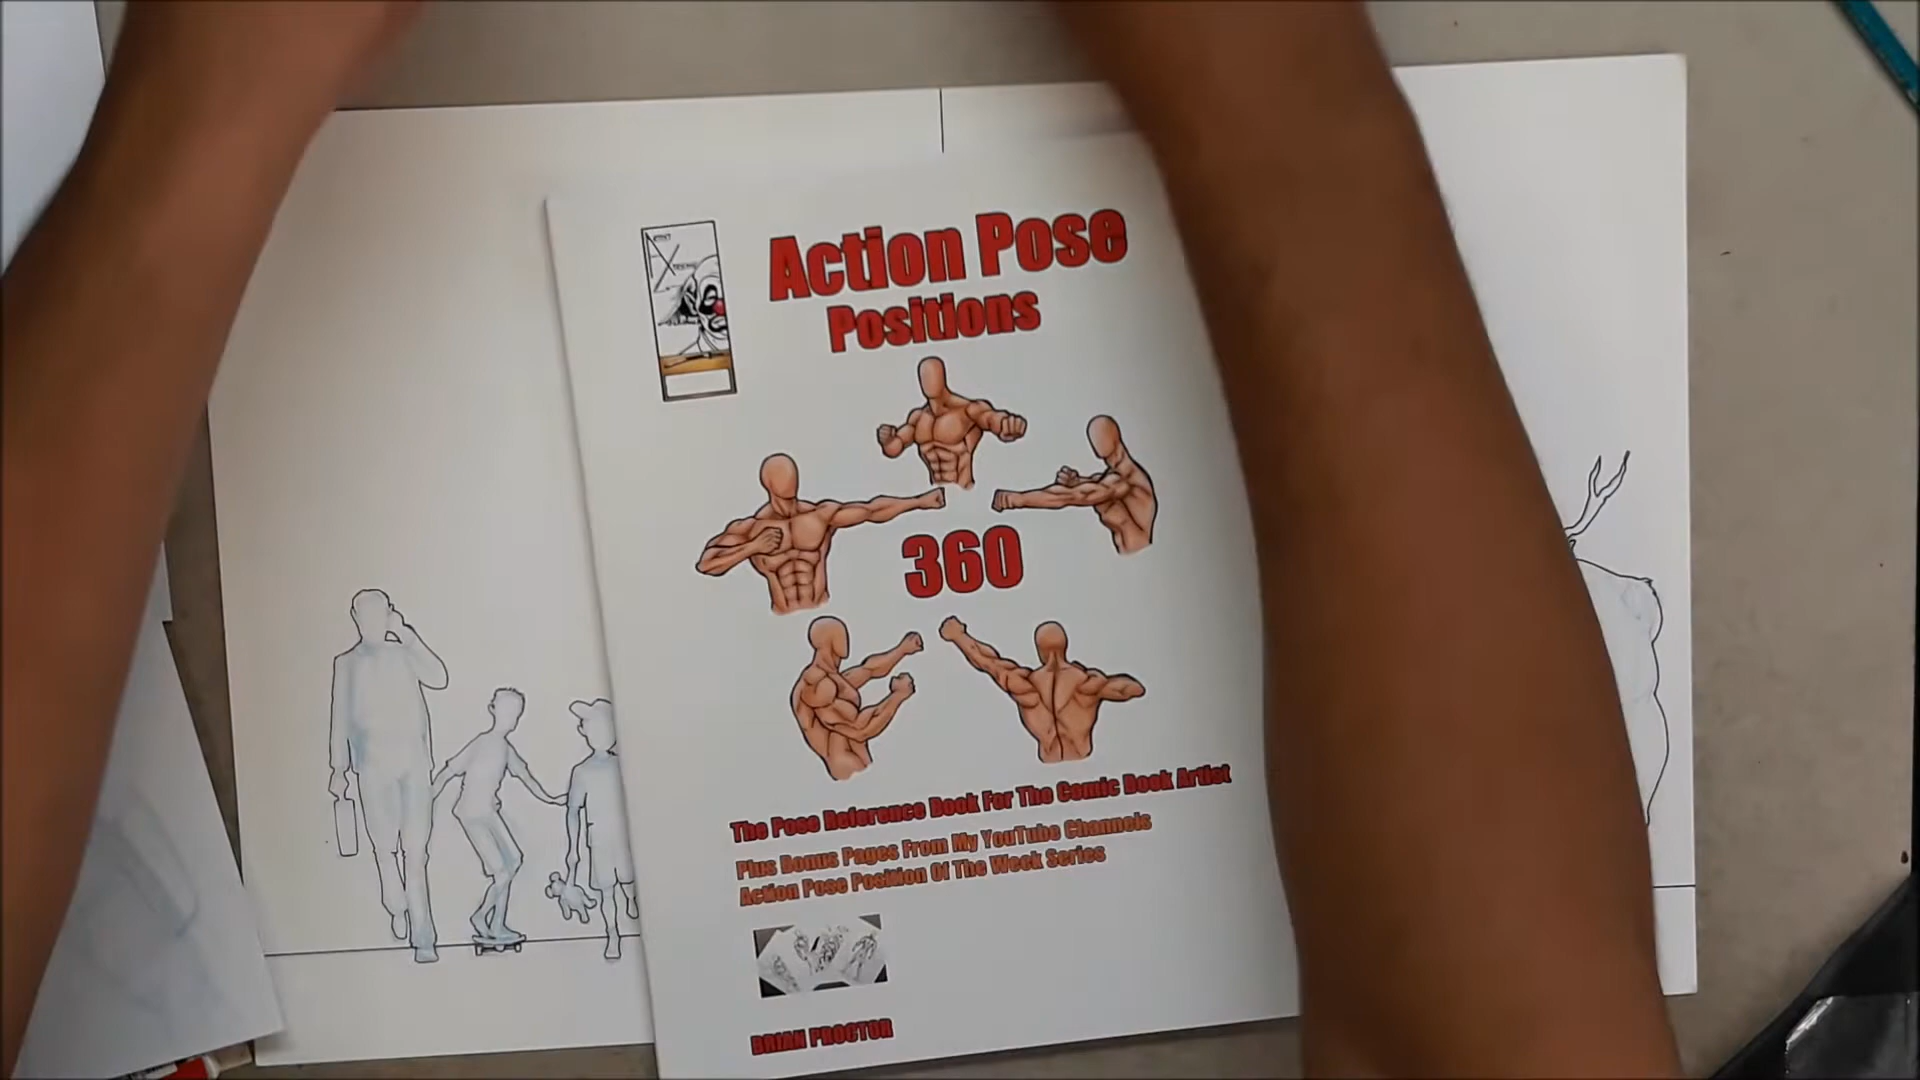 Action Pose
Positions
360
The Pose Reference Book For The Comic Book Artist
Plus Bonus Pages From My YouTube Channels
Action Pose Position Of The Week Series
BRIAN PROCTOR